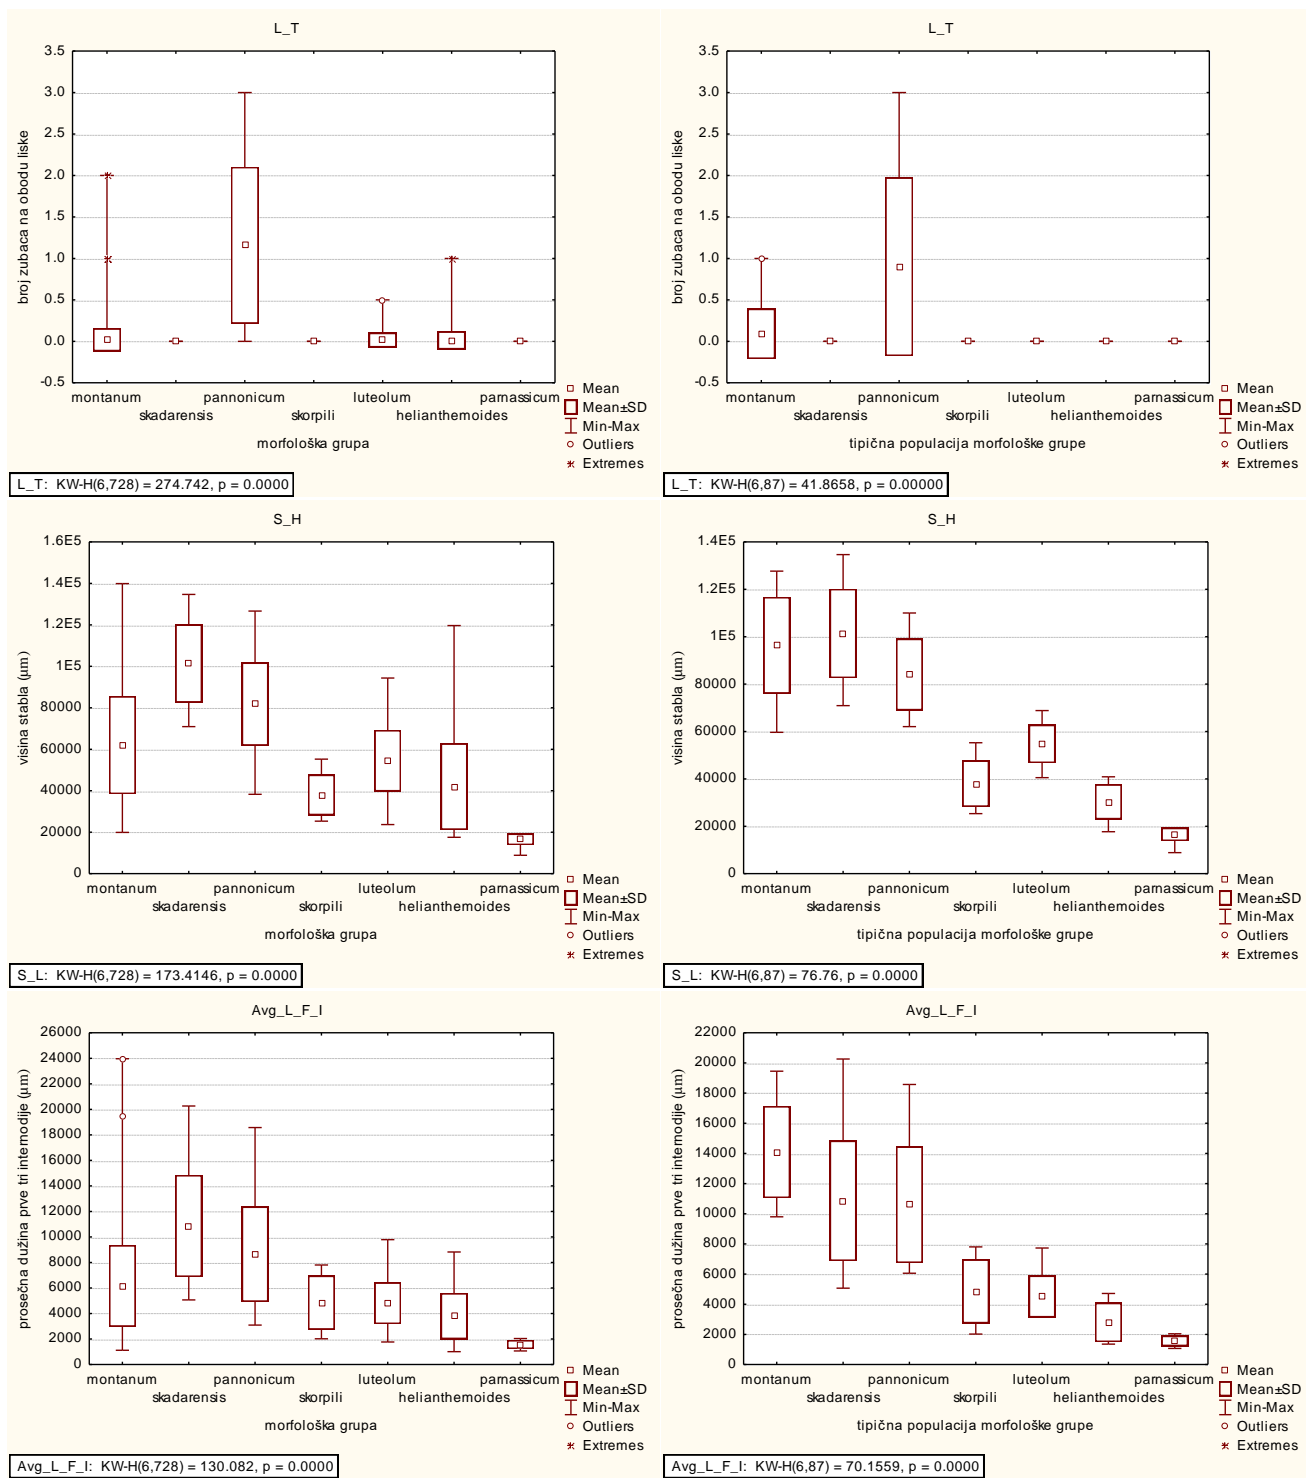 L_T
3.5
3.0
2.5
2.0
1.5
1.0
0.5
0.0
-0.5
broj zubaca na obodu liske
montanum pannonicum luteolum parnassicum
skadarensis skorpili helianthemoides
morfološka grupa
Mean
Mean±SD
Min-Max
Outliers
Extremes
L_T: KW-H(6,728) = 274.742, p = 0.0000
L_T
3.5
3.0
2.5
2.0
1.5
1.0
0.5
0.0
-0.5
broj zubaca na obodu liske
montanum pannonicum luteolum parnassicum
skadarensis skorpili helianthemoides
tipična populacija morfološke grupe
Mean
Mean±SD
Min-Max
Outliers
Extremes
L_T: KW-H(6,87) = 41.8658, p = 0.00000
S_H
1.6E5
1.4E5
1.2E5
1E5
80000
60000
40000
20000
0
visina stabla (µm)
montanum pannonicum luteolum parnassicum
skadarensis skorpili helianthemoides
morfološka grupa
Mean
Mean±SD
Min-Max
Outliers
Extremes
S_L: KW-H(6,728) = 173.4146, p = 0.0000
S_H
1.4E5
1.2E5
1E5
80000
60000
40000
20000
0
visina stabla (µm)
montanum pannonicum luteolum parnassicum
skadarensis skorpili helianthemoides
tipična populacija morfološke grupe
Mean
Mean±SD
Min-Max
Outliers
Extremes
S_L: KW-H(6,87) = 76.76, p = 0.0000
Avg_L_F_I
26000
24000
22000
20000
18000
16000
14000
12000
10000
8000
6000
4000
2000
0
prosečna dužina prve tri internodije (µm)
montanum pannonicum luteolum parnassicum
skadarensis skorpili helianthemoides
morfološka grupa
Mean
Mean±SD
Min-Max
Outliers
Extremes
Avg_L_F_I: KW-H(6,728) = 130.082, p = 0.0000
Avg_L_F_I
22000
20000
18000
16000
14000
12000
10000
8000
6000
4000
2000
0
prosečna dužina prve tri internodije (µm)
montanum pannonicum luteolum parnassicum
skadarensis skorpili helianthemoides
tipična populacija morfološke grupe
Mean
Mean±SD
Min-Max
Outliers
Extremes
Avg_L_F_I: KW-H(6,87) = 70.1559, p = 0.0000